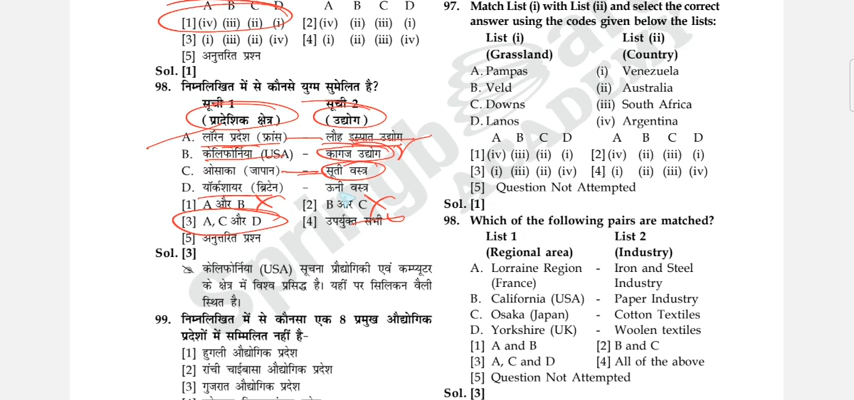 A B C D
[1] (iv) (iii) (ii) (i) [2] (iv) (ii) (iii) (i)
[3] (i) (iii) (ii) (iv) [4] (i) (ii) (iii) (iv)
[5] अनुत्तरित प्रश्न
Sol. [1]
98. निम्नलिखित में से कौनसे युग्म सुमेलित है?
सूची 1 सूची 2
(प्रादेशिक क्षेत्र) (उद्योग)
A. लॉरेन प्रदेश (फ्रांस) - लौह इस्पात उद्योग
B. केलिफोर्निया (USA) - कागज उद्योग
C. ओसाका (जापान) - सूती वस्त्र
D. यॉर्कशायर (ब्रिटेन) - ऊनी वस्त्र
[1] A और B [2] B और C
[3] A, C और D [4] उपर्युक्त सभी
[5] अनुत्तरित प्रश्न
Sol. [3]
केलिफोर्निया (USA) सूचना प्रौद्योगिकी एवं कम्प्यूटर
के क्षेत्र में विश्व प्रसिद्ध है। यहीं पर सिलिकन वैली
स्थित है।
99. निम्नलिखित में से कौनसा एक 8 प्रमुख औद्योगिक
प्रदेशों में सम्मिलित नहीं है-
[1] हुगली औद्योगिक प्रदेश
[2] रांची चाईबासा औद्योगिक प्रदेश
[3] गुजरात औद्योगिक प्रदेश
97. Match List (i) with List (ii) and select the correct
answer using the codes given below the lists:
List (i) List (ii)
(Grassland) (Country)
A. Pampas (i) Venezuela
B. Veld (ii) Australia
C. Downs (iii) South Africa
D. Lanos (iv) Argentina
A B C D A B C D
[1] (iv) (iii) (ii) (i) [2] (iv) (ii) (iii) (i)
[3] (i) (iii) (ii) (iv) [4] (i) (ii) (iii) (iv)
[5] Question Not Attempted
Sol. [1]
98. Which of the following pairs are matched?
List 1 List 2
(Regional area) (Industry)
A. Lorraine Region - Iron and Steel
(France) Industry
B. California (USA) - Paper Industry
C. Osaka (Japan) - Cotton Textiles
D. Yorkshire (UK) - Woolen textiles
[1] A and B [2] B and C
[3] A, C and D [4] All of the above
[5] Question Not Attempted
Sol. [3]
Springboard
ACADEMY